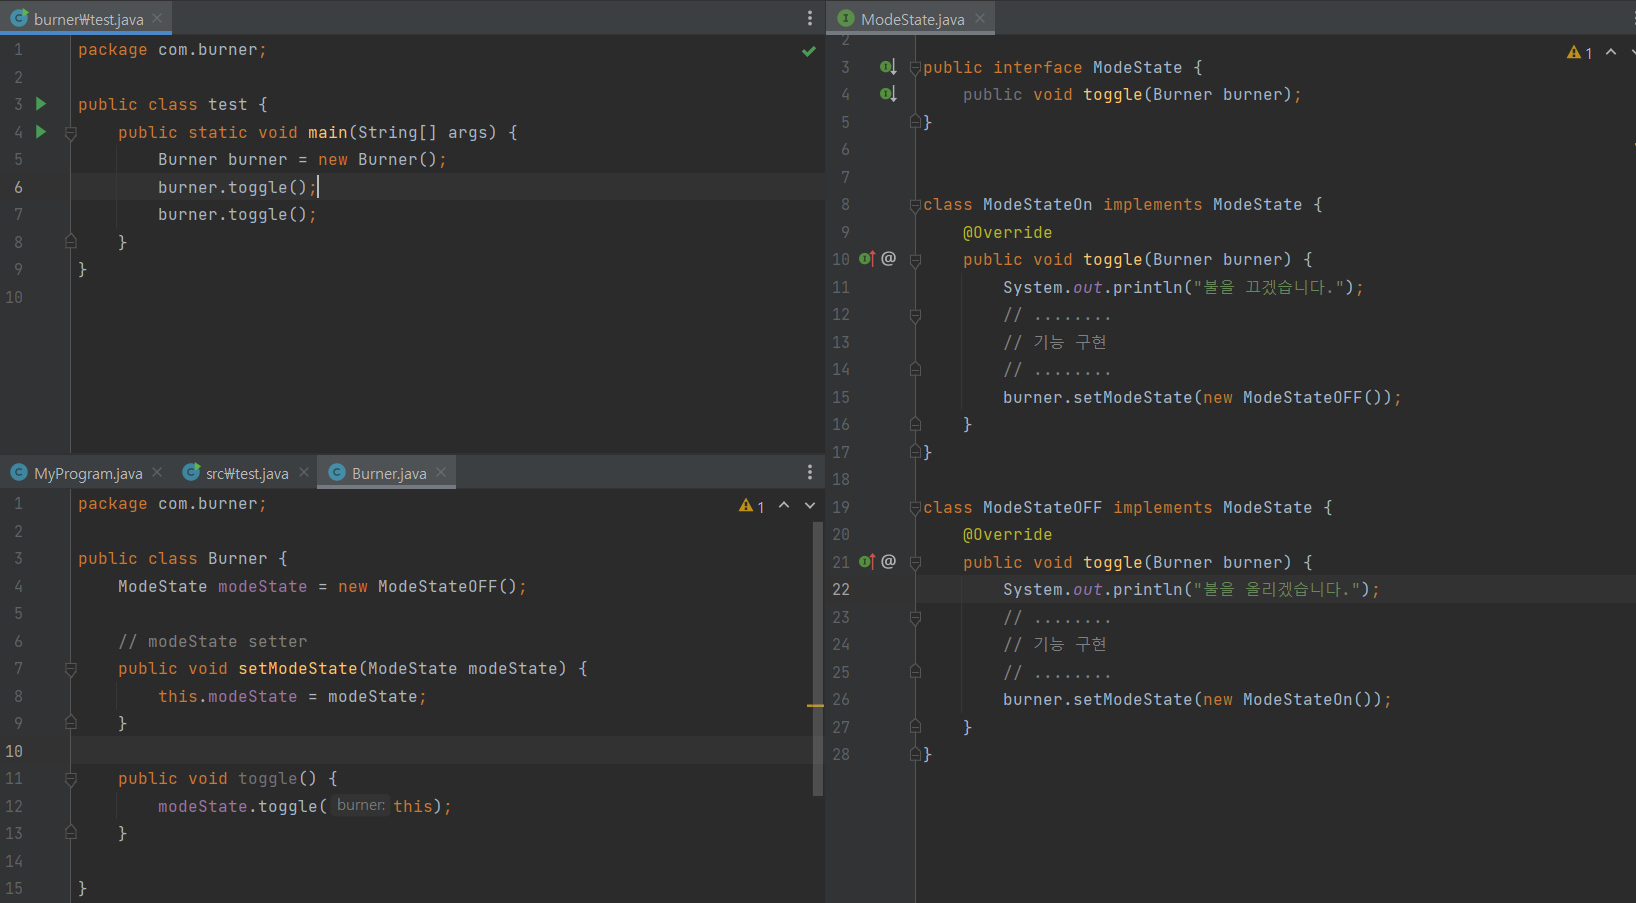 burner₩test.java
1 package com.burner;
2
3 public class test {
4 public static void main(String[] args) {
5 Burner burner = new Burner();
6 burner.toggle();
7 burner.toggle();
8 }
9 }
10
MyProgram.java src₩test.java Burner.java
1 package com.burner; 1
2
3 public class Burner {
4 ModeState modeState = new ModeStateOFF();
5
6 // modeState setter
7 public void setModeState(ModeState modeState) {
8 this.modeState = modeState;
9 }
10
11 public void toggle() {
12 modeState.toggle( burner: this);
13 }
14
15 }
ModeState.java
2 1
3 public interface ModeState {
4 public void toggle(Burner burner);
5 }
6
7
8 class ModeStateOn implements ModeState {
9 @Override
10 @ public void toggle(Burner burner) {
11 System.out.println("불을 끄겠습니다.");
12 // ........
13 // 기능 구현
14 // ........
15 burner.setModeState(new ModeStateOFF());
16 }
17 }
18
19 class ModeStateOFF implements ModeState {
20 @Override
21 @ public void toggle(Burner burner) {
22 System.out.println("불을 올리겠습니다.");
23 // ........
24 // 기능 구현
25 // ........
26 burner.setModeState(new ModeStateOn());
27 }
28 }